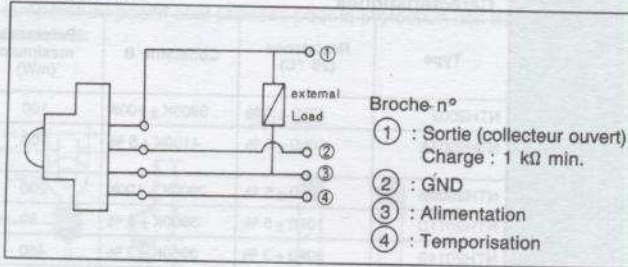 ①
external
Load
②
③
④
Broche n°
① : Sortie (collecteur ouvert)
Charge : 1 kΩ min.
② : GND
③ : Alimentation
④ : Temporisation